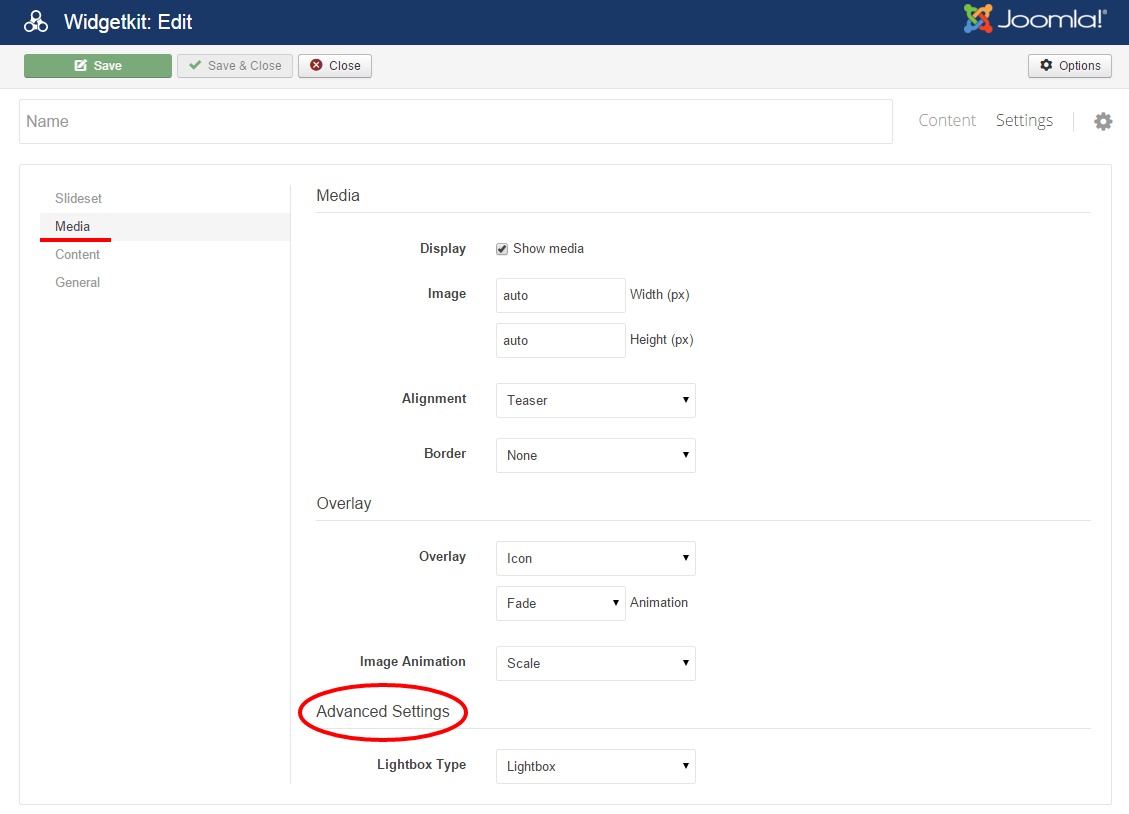 Widgetkit: Edit
Joomla!®
Save
Save & Close
Close
Options
Name
Content
Settings
Slideset
Media
Content
General
Media
Display
Show media
Image
auto
Width (px)
auto
Height (px)
Alignment
Teaser
Border
None
Overlay
Overlay
Icon
Fade
Animation
Image Animation
Scale
Advanced Settings
Lightbox Type
Lightbox